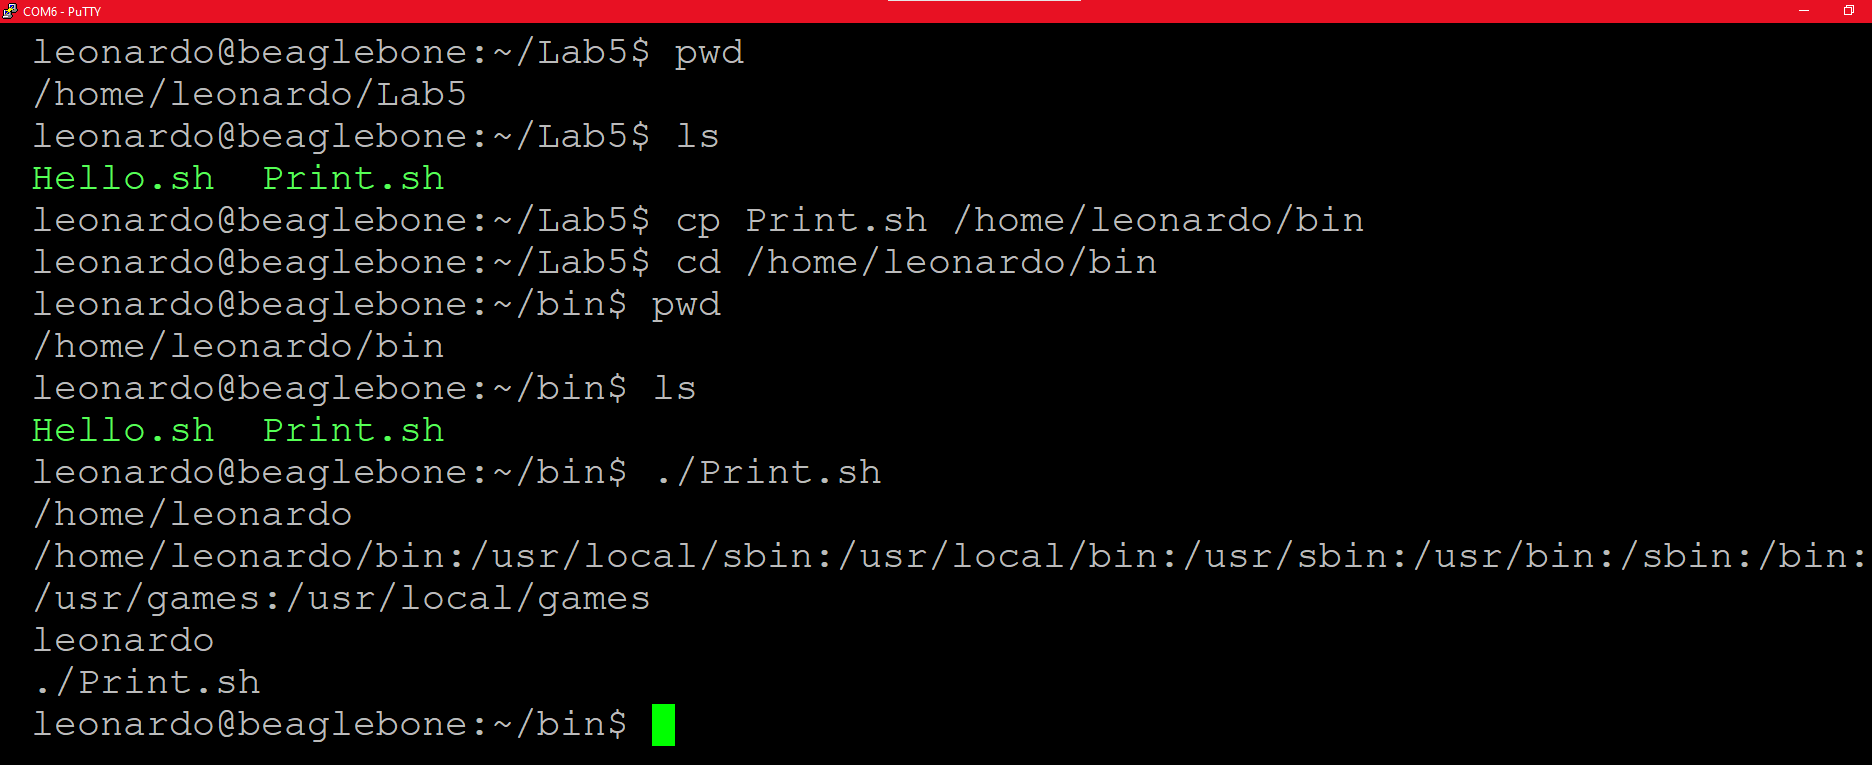 COM6 - PuTTY
leonardo@beaglebone:~/Lab5$ pwd
/home/leonardo/Lab5
leonardo@beaglebone:~/Lab5$ ls
Hello.sh  Print.sh
leonardo@beaglebone:~/Lab5$ cp Print.sh /home/leonardo/bin
leonardo@beaglebone:~/Lab5$ cd /home/leonardo/bin
leonardo@beaglebone:~/bin$ pwd
/home/leonardo/bin
leonardo@beaglebone:~/bin$ ls
Hello.sh  Print.sh
leonardo@beaglebone:~/bin$ ./Print.sh
/home/leonardo
/home/leonardo/bin:/usr/local/sbin:/usr/local/bin:/usr/sbin:/usr/bin:/sbin:/bin:
/usr/games:/usr/local/games
leonardo
./Print.sh
leonardo@beaglebone:~/bin$